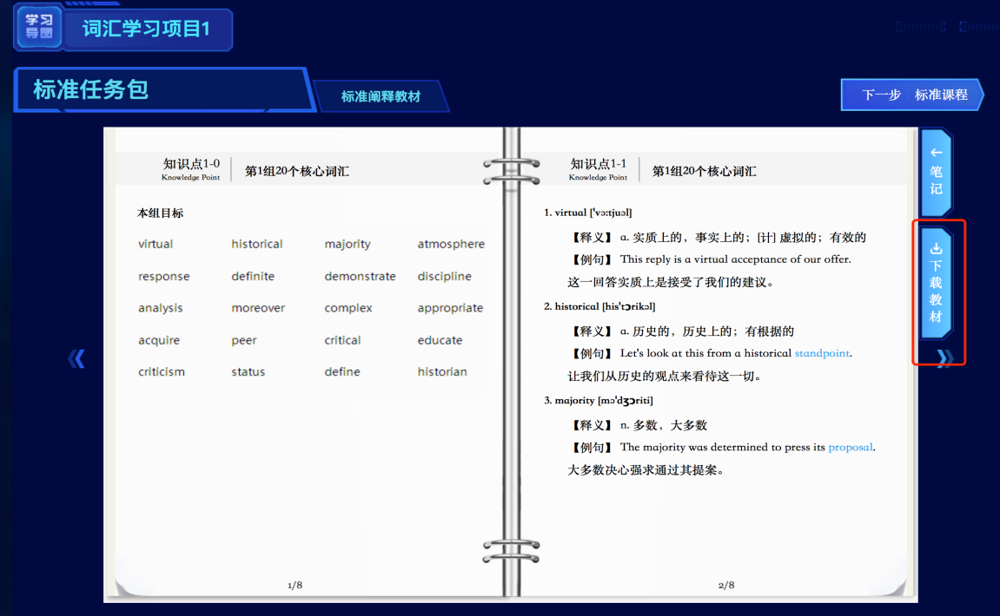 学习
导图
词汇学习项目1
标准任务包
标准阐释教材
下一步 标准课程
知识点1-0
Knowledge Point
第1组20个核心词汇
本组目标
virtual historical majority atmosphere
response definite demonstrate discipline
analysis moreover complex appropriate
acquire peer critical educate
criticism status define historian
1/8
知识点1-1
Knowledge Point
第1组20个核心词汇
1. virtual ['və:tjuəl]
【释义】 a. 实质上的，事实上的；[计] 虚拟的；有效的
【例句】 This reply is a virtual acceptance of our offer.
这一回答实质上是接受了我们的建议。
2. historical [his'tɔrikəl]
【释义】 a. 历史的，历史上的；有根据的
【例句】 Let's look at this from a historical standpoint.
让我们从历史的观点来看待这一切。
3. majority [mə'dʒɔriti]
【释义】 n. 多数，大多数
【例句】 The majority was determined to press its proposal.
大多数决心强求通过其提案。
2/8
笔记
下载教材